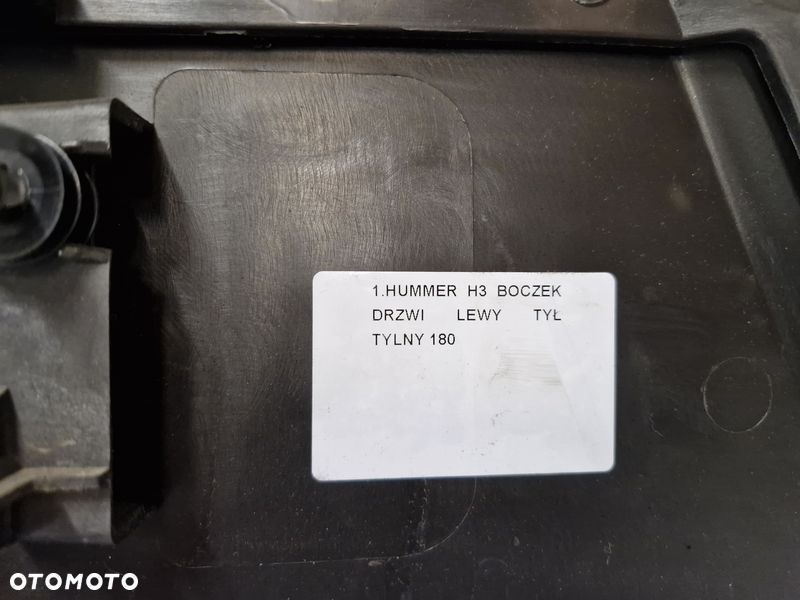 1.HUMMER H3 BOCZEK
DRZWI LEWY TYŁ
TYLNY 180
OTOMOTO